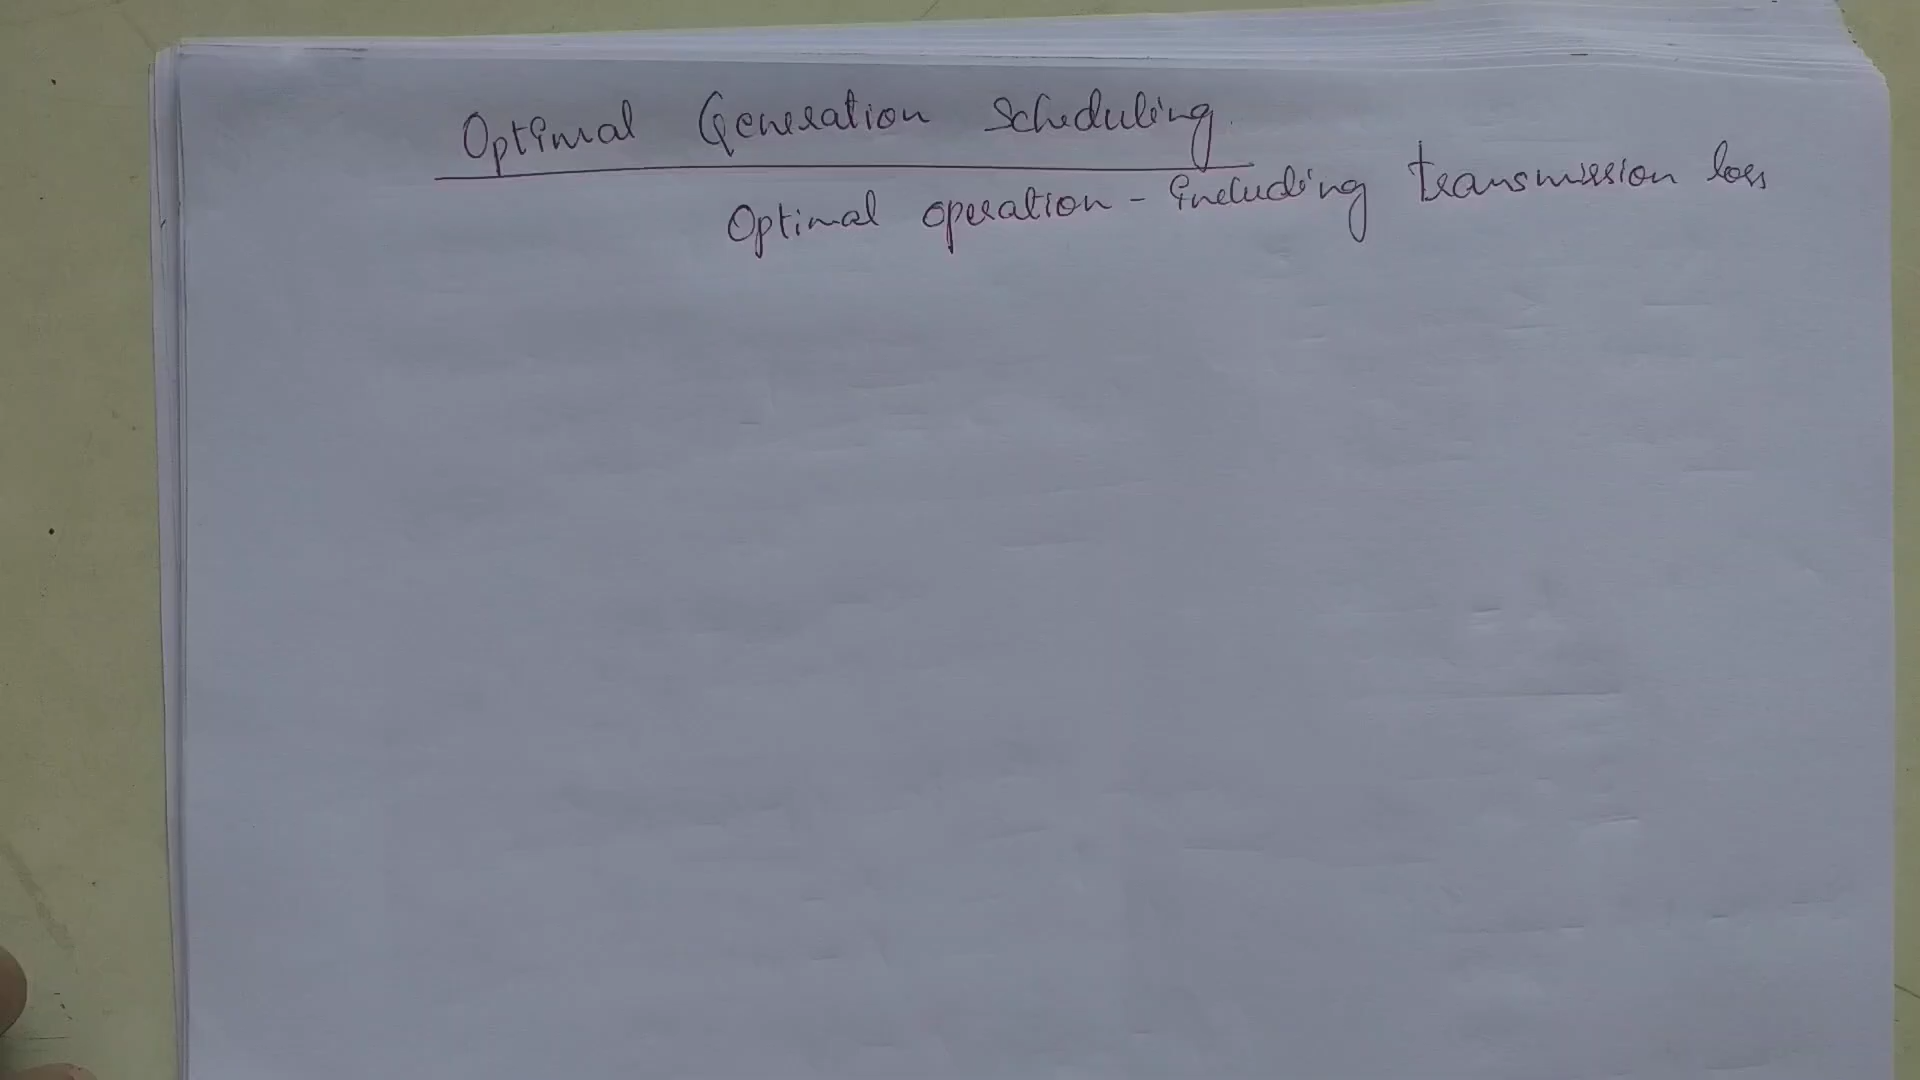 Optimal Generation Scheduling.
Optimal operation - including transmission loss